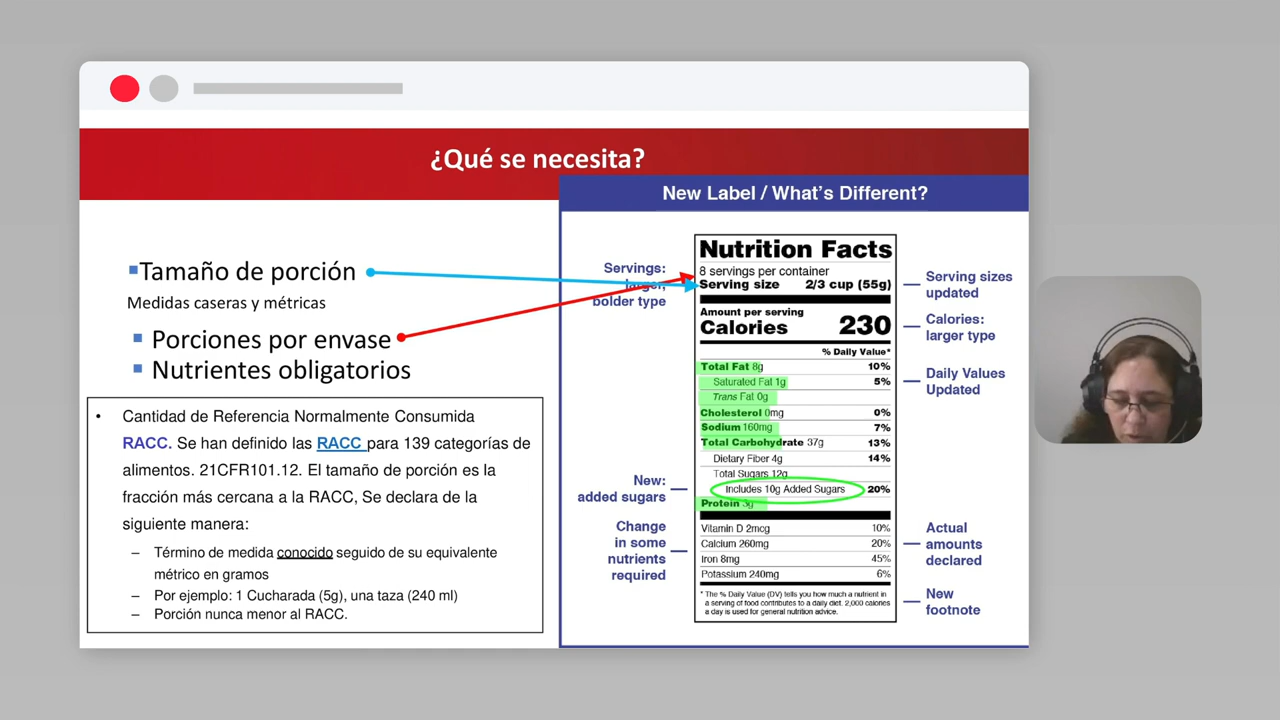 ¿Qué se necesita?
▪Tamaño de porción
Medidas caseras y métricas
▪ Porciones por envase
▪ Nutrientes obligatorios
• Cantidad de Referencia Normalmente Consumida
RACC. Se han definido las RACC para 139 categorías de
alimentos. 21CFR101.12. El tamaño de porción es la
fracción más cercana a la RACC, Se declara de la
siguiente manera:
– Término de medida conocido seguido de su equivalente
métrico en gramos
– Por ejemplo: 1 Cucharada (5g), una taza (240 ml)
– Porción nunca menor al RACC.
New Label / What's Different?
Servings:
larger,
bolder type
New:
added sugars
Change
in some
nutrients
required
Nutrition Facts
8 servings per container
Serving size 2/3 cup (55g)
Amount per serving
Calories 230
% Daily Value*
Total Fat 8g 10%
Saturated Fat 1g 5%
Trans Fat 0g
Cholesterol 0mg 0%
Sodium 160mg 7%
Total Carbohydrate 37g 13%
Dietary Fiber 4g 14%
Total Sugars 12g
Includes 10g Added Sugars 20%
Protein 3g
Vitamin D 2mcg 10%
Calcium 260mg 20%
Iron 8mg 45%
Potassium 240mg 6%
* The % Daily Value (DV) tells you how much a nutrient in
a serving of food contributes to a daily diet. 2,000 calories
a day is used for general nutrition advice.
Serving sizes
updated
Calories:
larger type
Daily Values
Updated
Actual
amounts
declared
New
footnote